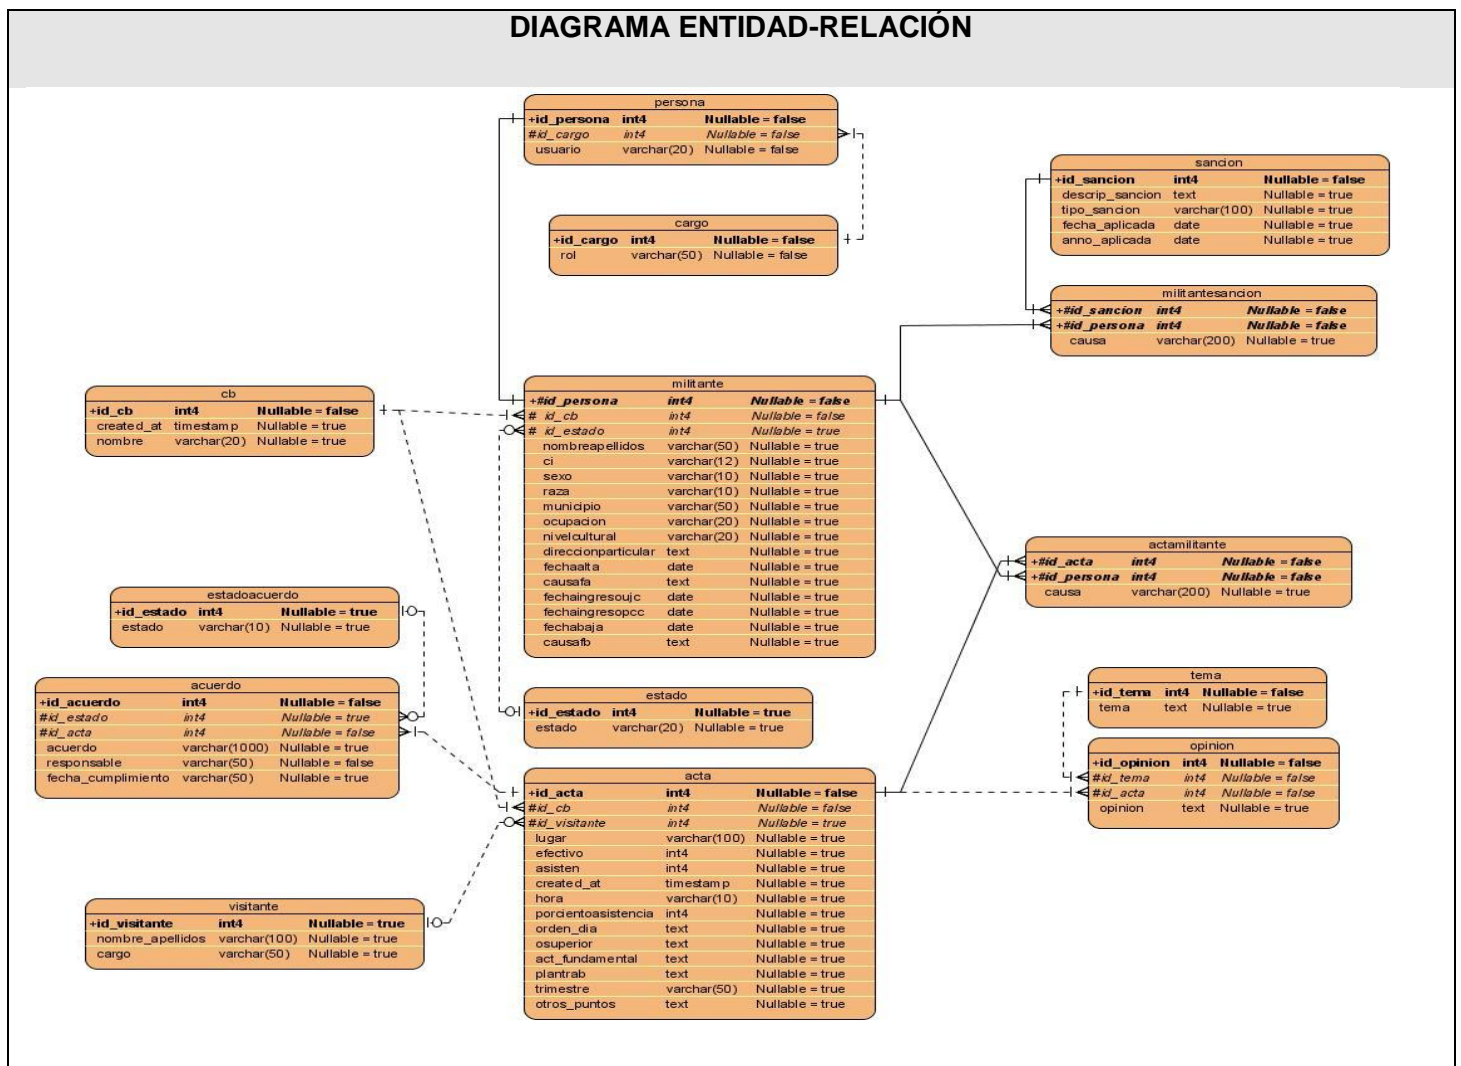 DIAGRAMA ENTIDAD-RELACIÓN
persona
+id_persona int4 Nullable = false
#id_cargo int4 Nullable = false
usuario varchar(20) Nullable = false
cargo
+id_cargo int4 Nullable = false
rol varchar(50) Nullable = false
sancion
+id_sancion int4 Nullable = false
descrip_sancion text Nullable = true
tipo_sancion varchar(100) Nullable = true
fecha_aplicada date Nullable = true
anno_aplicada date Nullable = true
militantesancion
+#id_sancion int4 Nullable = false
+#id_persona int4 Nullable = false
causa varchar(200) Nullable = true
cb
+id_cb int4 Nullable = false
created_at timestamp Nullable = true
nombre varchar(20) Nullable = true
militante
+#id_persona int4 Nullable = false
# id_cb int4 Nullable = false
# id_estado int4 Nullable = true
nombreapellidos varchar(50) Nullable = true
ci varchar(12) Nullable = true
sexo varchar(10) Nullable = true
raza varchar(10) Nullable = true
municipio varchar(50) Nullable = true
ocupacion varchar(20) Nullable = true
nivelcultural varchar(20) Nullable = true
direccionparticular text Nullable = true
fechaalta date Nullable = true
causafa text Nullable = true
fechaingresoujc date Nullable = true
fechaingresopcc date Nullable = true
fechabaja date Nullable = true
causafb text Nullable = true
actamilitante
+#id_acta int4 Nullable = false
+#id_persona int4 Nullable = false
causa varchar(200) Nullable = true
estadoacuerdo
+id_estado int4 Nullable = true
estado varchar(10) Nullable = true
acuerdo
+id_acuerdo int4 Nullable = false
#id_estado int4 Nullable = true
#id_acta int4 Nullable = false
acuerdo varchar(1000) Nullable = true
responsable varchar(50) Nullable = false
fecha_cumplimiento varchar(50) Nullable = true
estado
+id_estado int4 Nullable = true
estado varchar(20) Nullable = true
tema
+id_tema int4 Nullable = false
tema text Nullable = true
opinion
+id_opinion int4 Nullable = false
#id_tema int4 Nullable = false
#id_acta int4 Nullable = false
opinion text Nullable = true
acta
+id_acta int4 Nullable = false
#id_cb int4 Nullable = false
#id_visitante int4 Nullable = true
lugar varchar(100) Nullable = true
efectivo int4 Nullable = true
asisten int4 Nullable = true
created_at timestamp Nullable = true
hora varchar(10) Nullable = true
porcientoasistencia int4 Nullable = true
orden_dia text Nullable = true
osuperior text Nullable = true
act_fundamental text Nullable = true
plantrab text Nullable = true
trimestre varchar(50) Nullable = true
otros_puntos text Nullable = true
visitante
+id_visitante int4 Nullable = true
nombre_apellidos varchar(100) Nullable = true
cargo varchar(50) Nullable = true